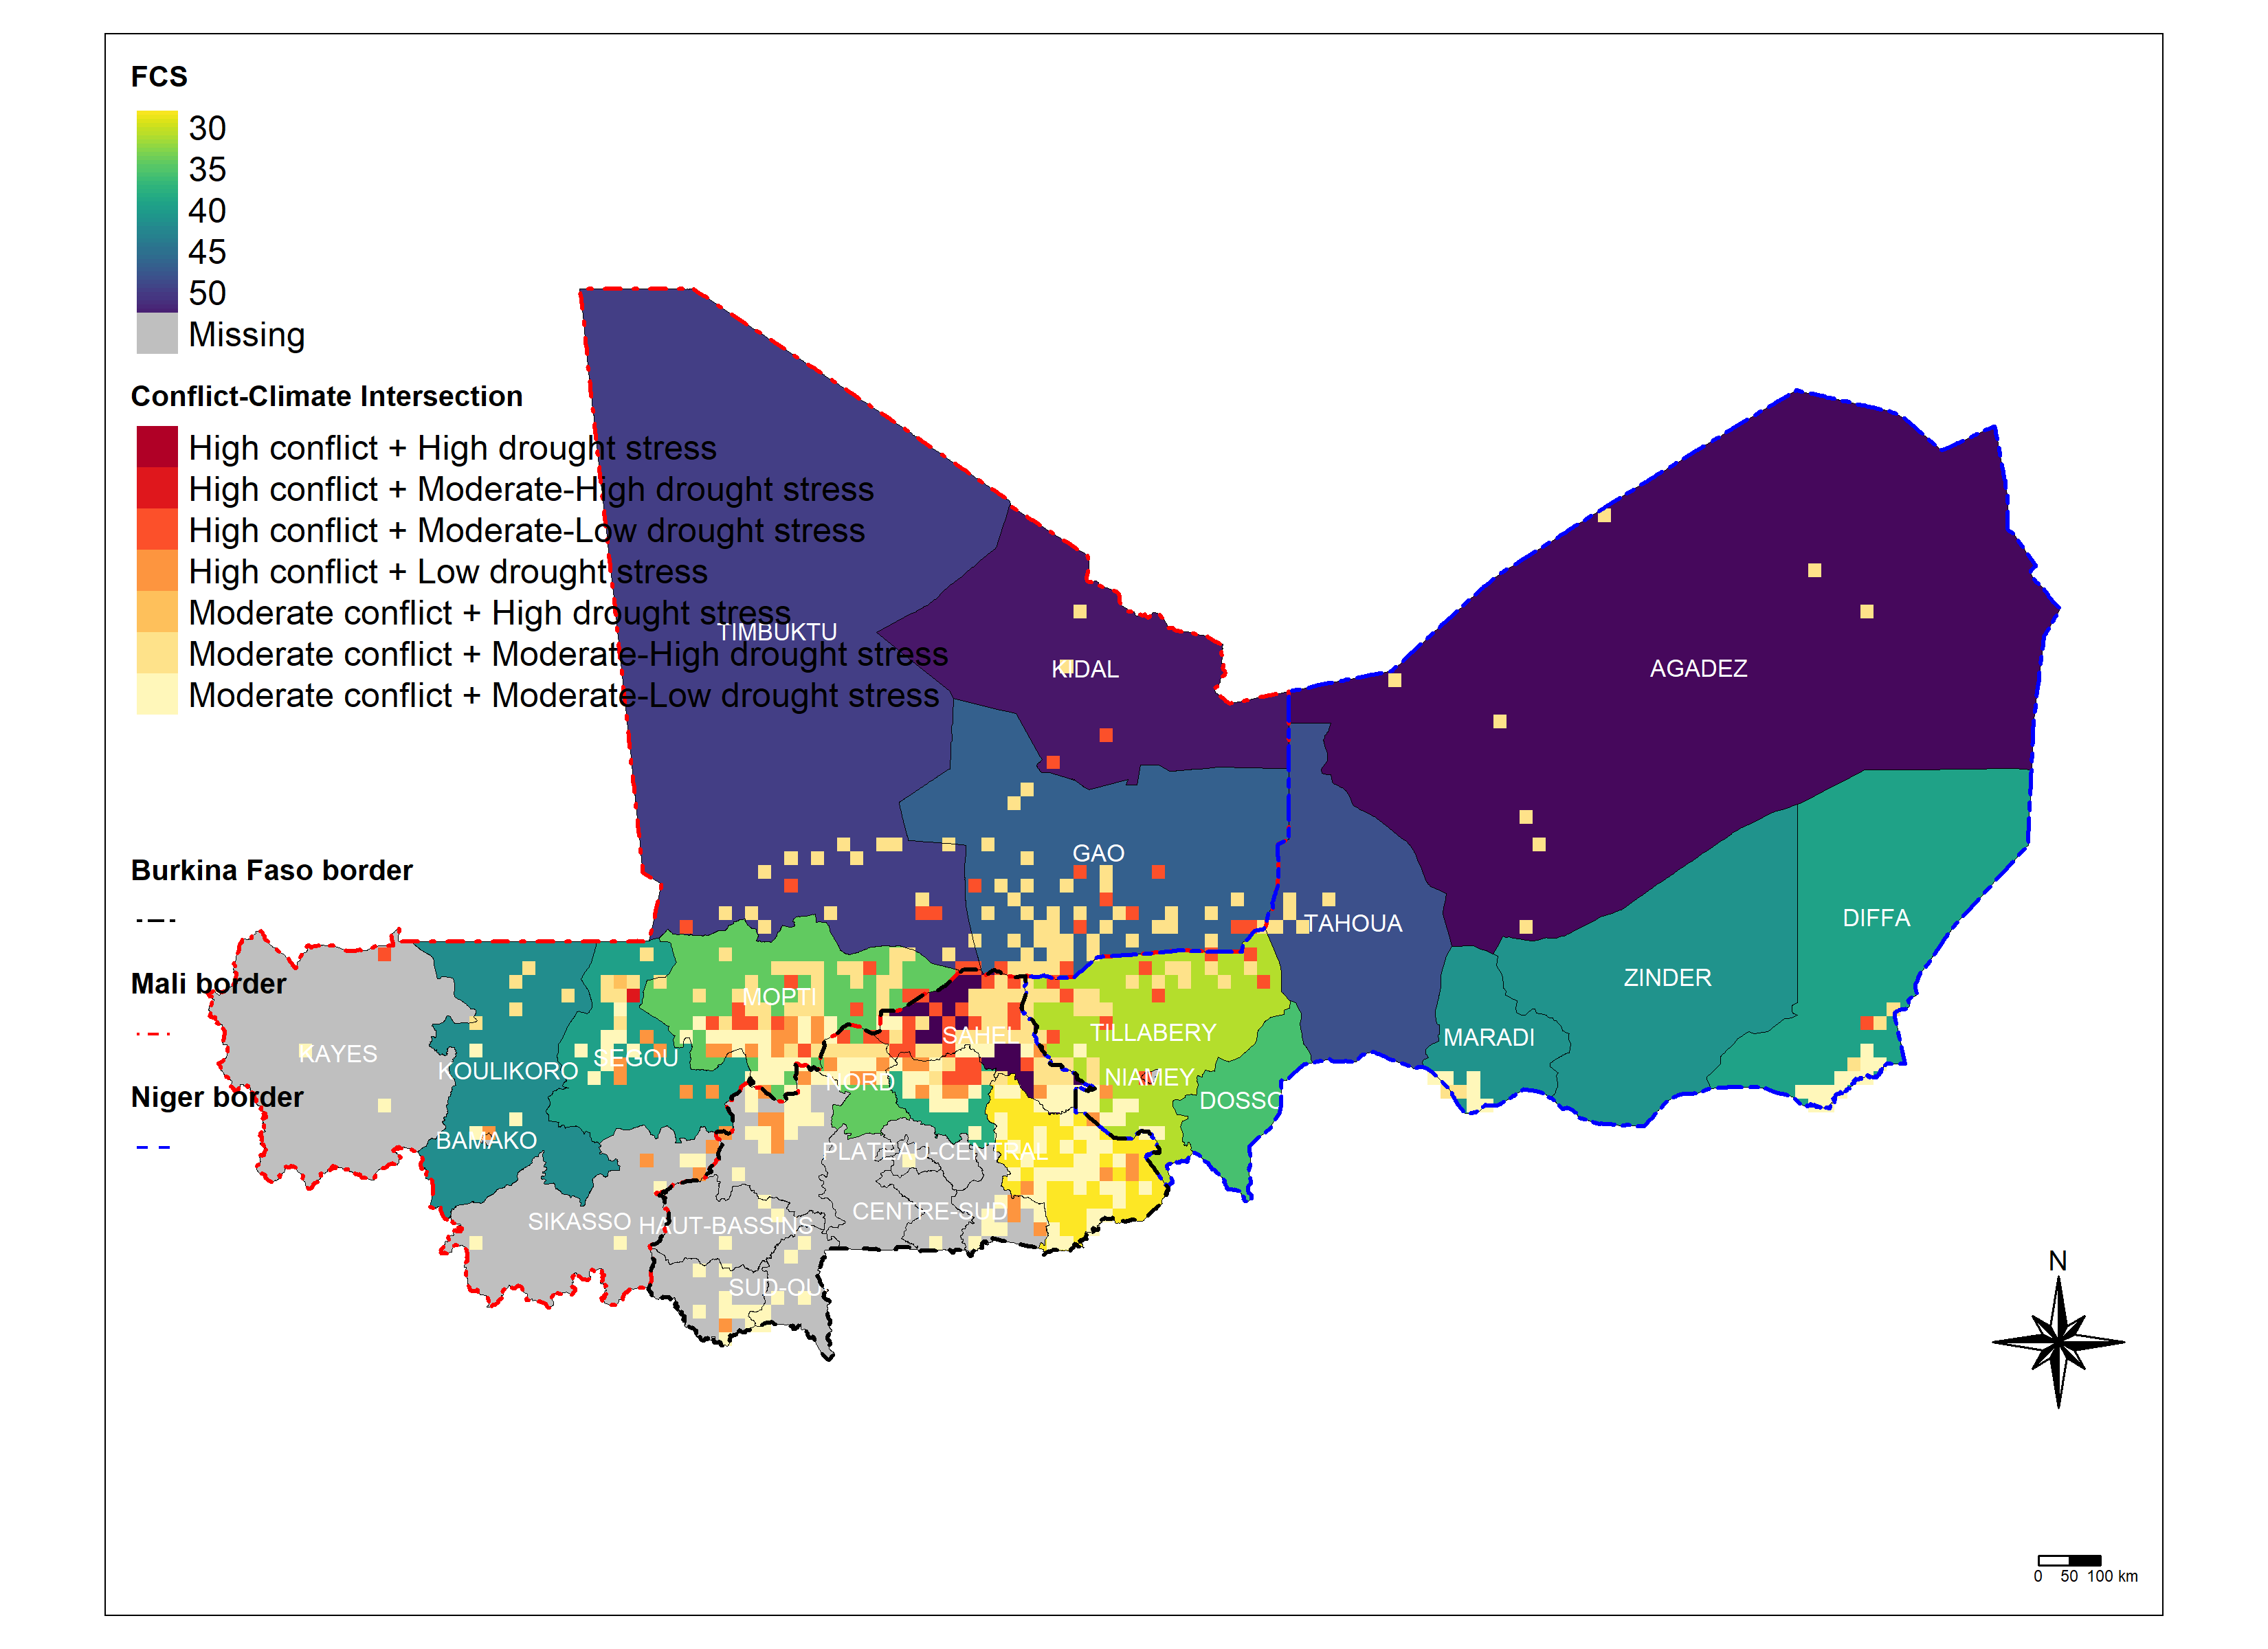 FCS
30
35
40
45
50
Missing
Conflict-Climate Intersection
High conflict + High drought stress
High conflict + Moderate-High drought stress
High conflict + Moderate-Low drought stress
High conflict + Low drought stress
Moderate conflict + High drought stress
Moderate conflict + Moderate-High drought stress
Moderate conflict + Moderate-Low drought stress
Burkina Faso border
Mali border
Niger border
TIMBUKTU
KIDAL
AGADEZ
GAO
TAHOUA
DIFFA
ZINDER
MOPTI
SAHEL
TILLABERY
MARADI
KAYES
KOULIKORO
SEGOU
NORD
NIAMEY
DOSSO
BAMAKO
PLATEAU-CENTRAL
SIKASSO
HAUT-BASSINS
CENTRE-SUD
SUD-OU
N
0 50 100 km